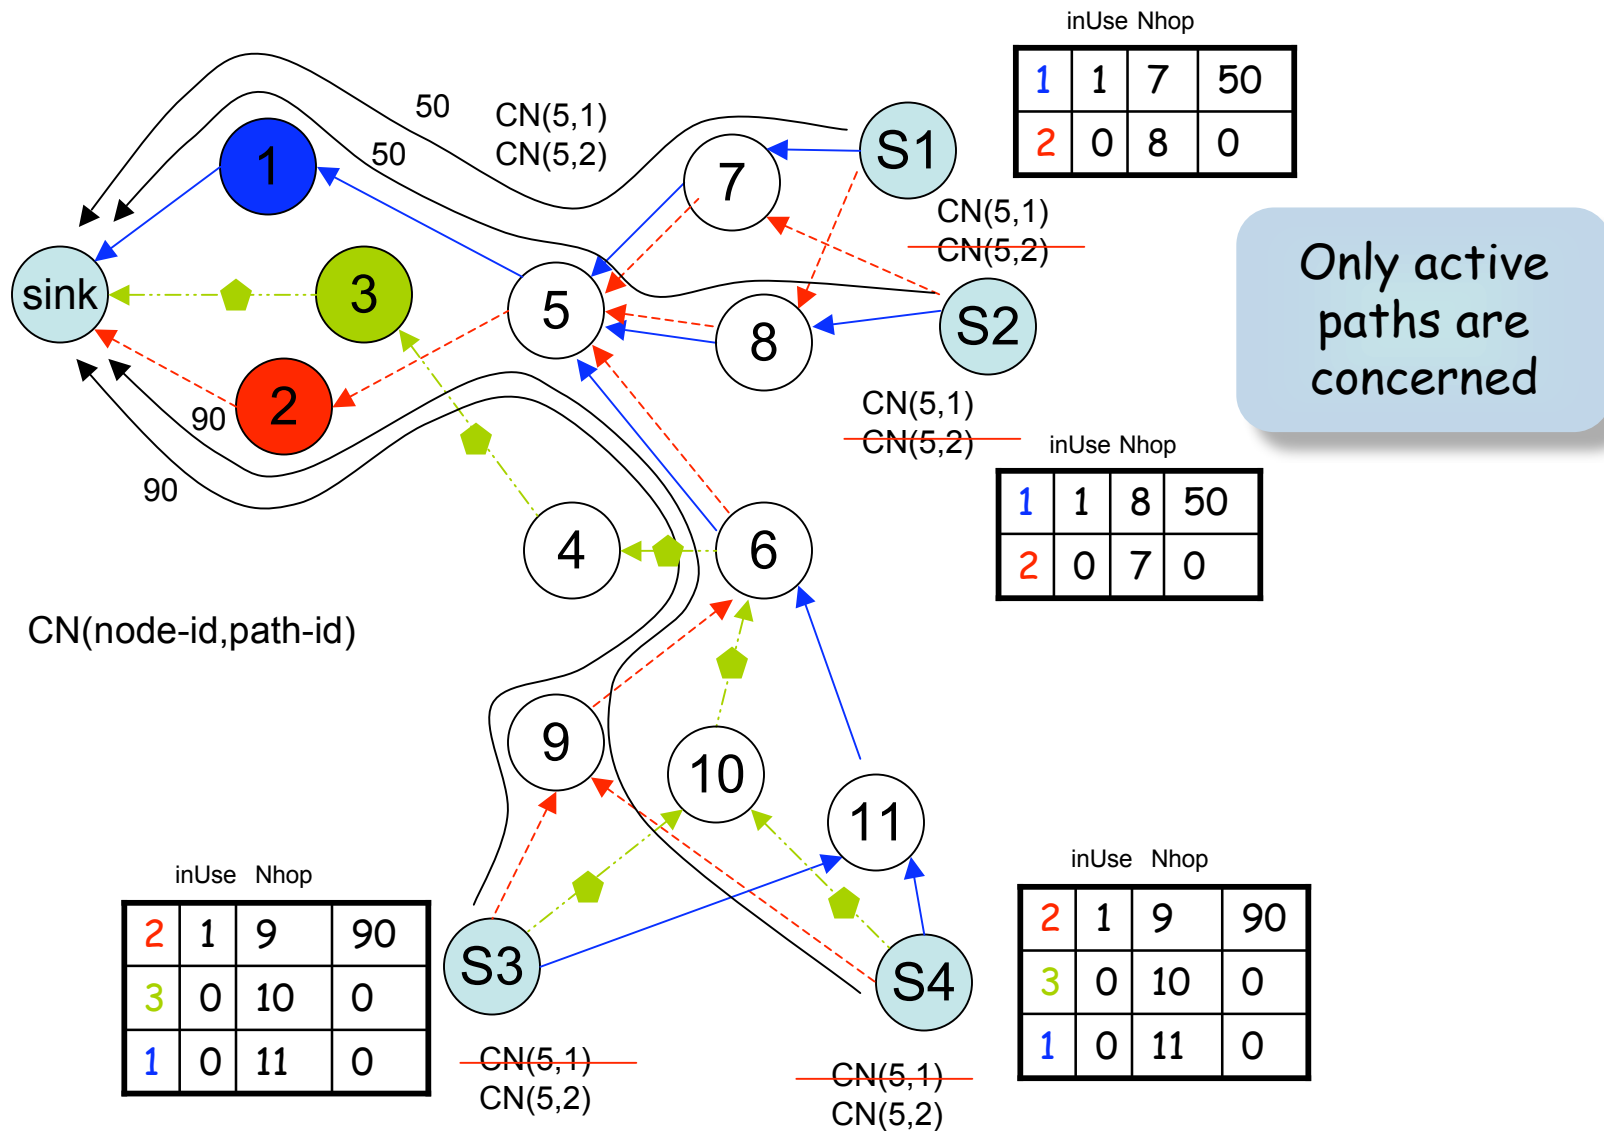 inUse Nhop
1 1 7 50
2 0 8 0
50
CN(5,1)
CN(5,2)
50
1
7
S1
CN(5,1)
CN(5,2)
Only active
paths are
concerned
sink
3
5
8
S2
2
90
90
CN(5,1)
CN(5,2)
inUse Nhop
1 1 8 50
2 0 7 0
4
6
CN(node-id,path-id)
9
10
11
inUse Nhop
2 1 9 90
3 0 10 0
1 0 11 0
S3
S4
inUse Nhop
2 1 9 90
3 0 10 0
1 0 11 0
CN(5,1)
CN(5,2)
CN(5,1)
CN(5,2)